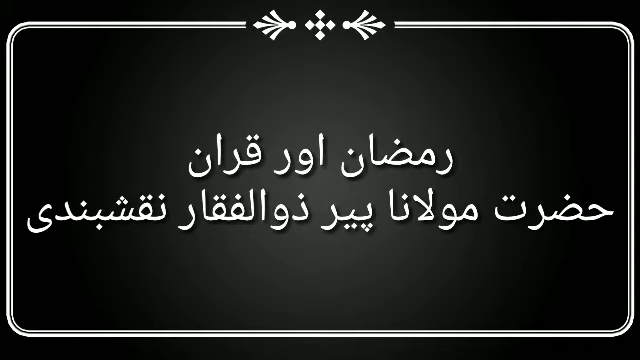 رمضان اور قران
حضرت مولانا پیر ذوالفقار نقشبندی